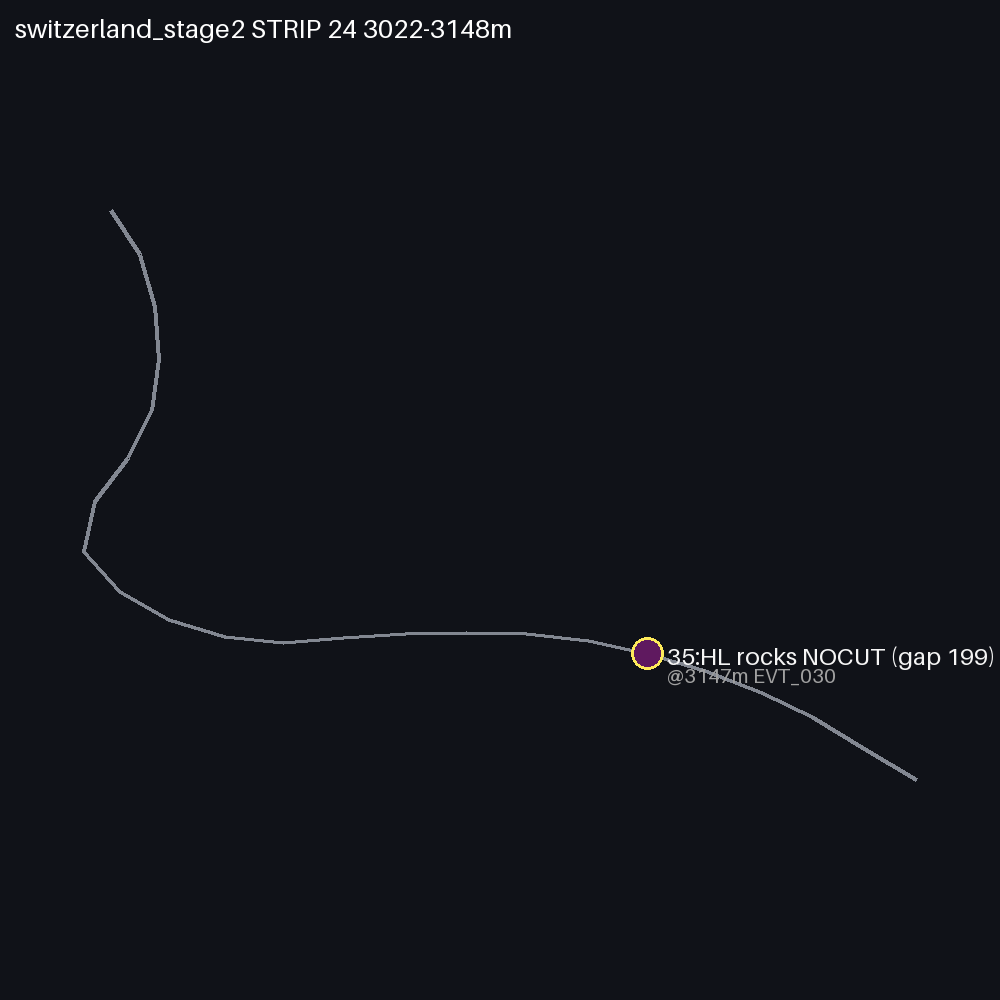 switzerland_stage2 STRIP 24 3022-3148m
35:HL rocks NOCUT (gap 199)
@3147m EVT_030